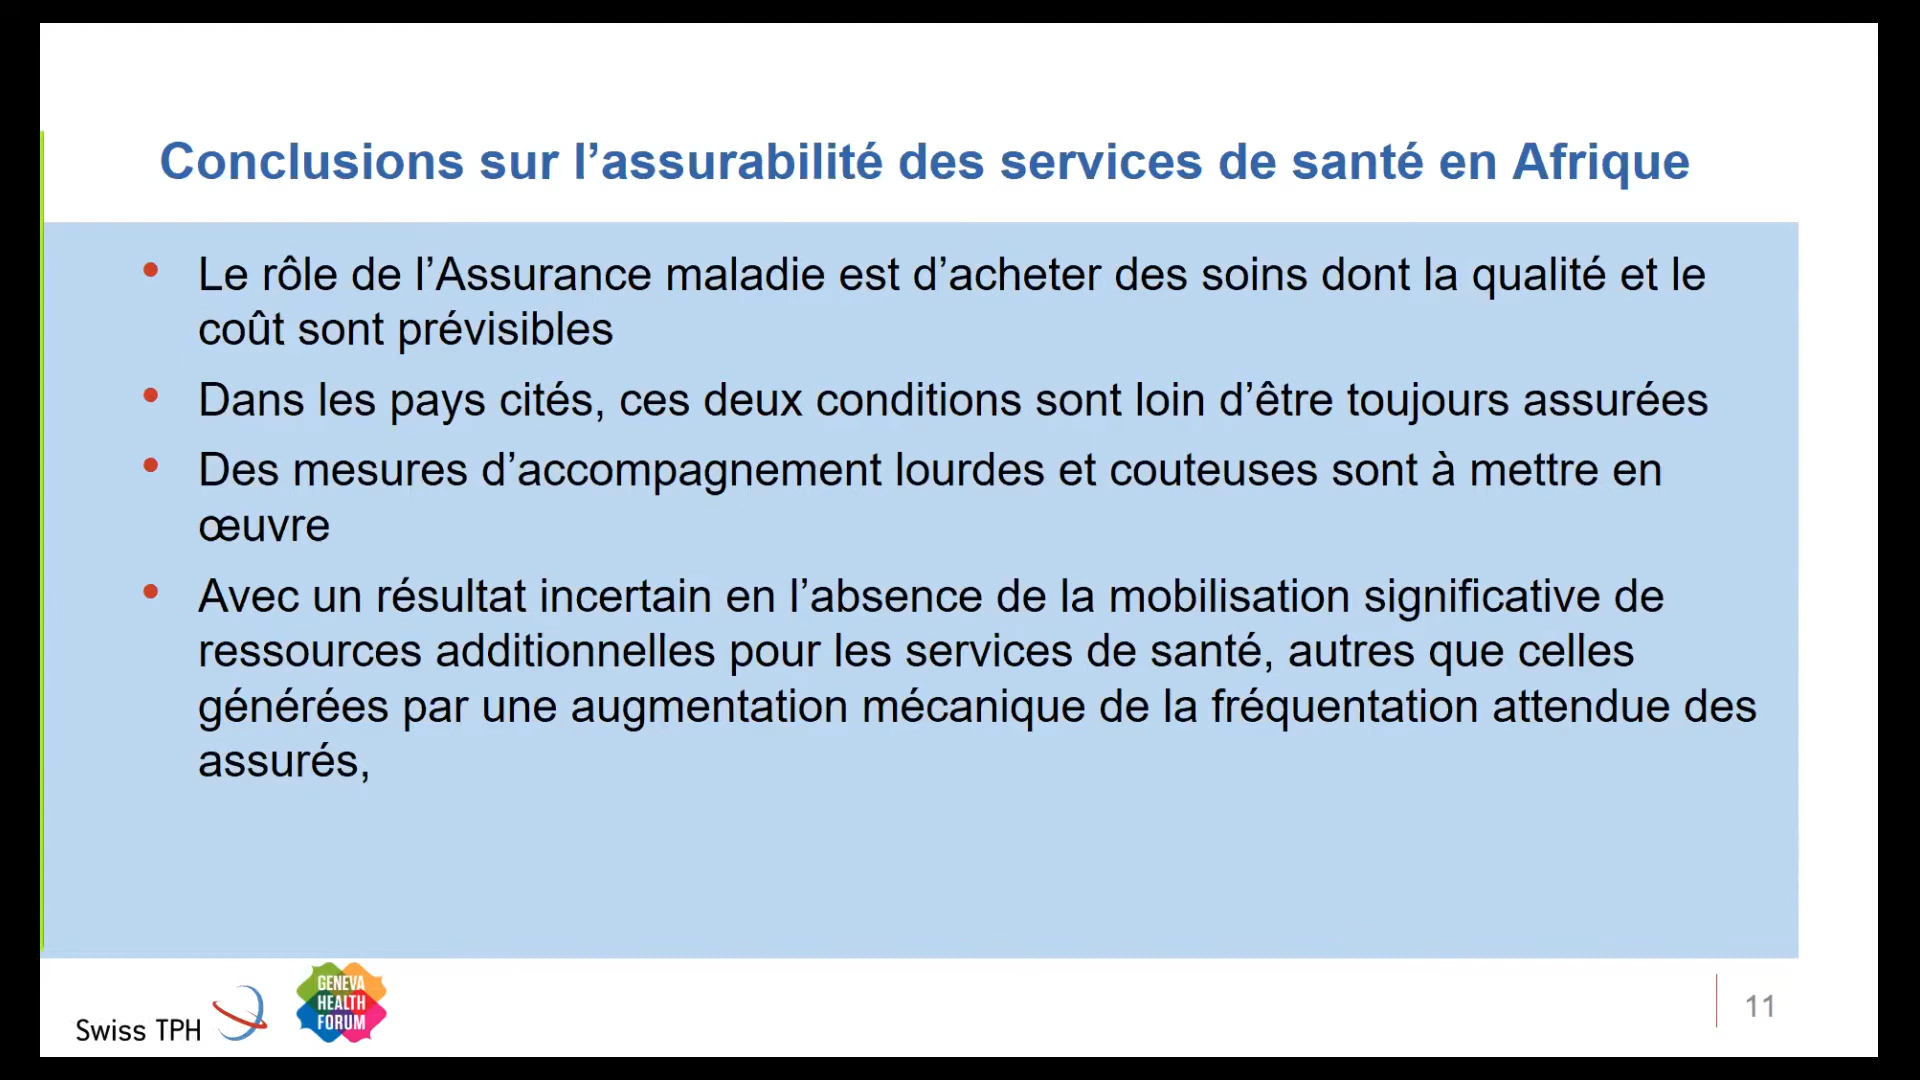 Conclusions sur l’assurabilité des services de santé en Afrique
• Le rôle de l’Assurance maladie est d’acheter des soins dont la qualité et le
coût sont prévisibles
• Dans les pays cités, ces deux conditions sont loin d’être toujours assurées
• Des mesures d’accompagnement lourdes et couteuses sont à mettre en
œuvre
• Avec un résultat incertain en l’absence de la mobilisation significative de
ressources additionnelles pour les services de santé, autres que celles
générées par une augmentation mécanique de la fréquentation attendue des
assurés,
Swiss TPH
GENEVA
HEALTH
FORUM
11